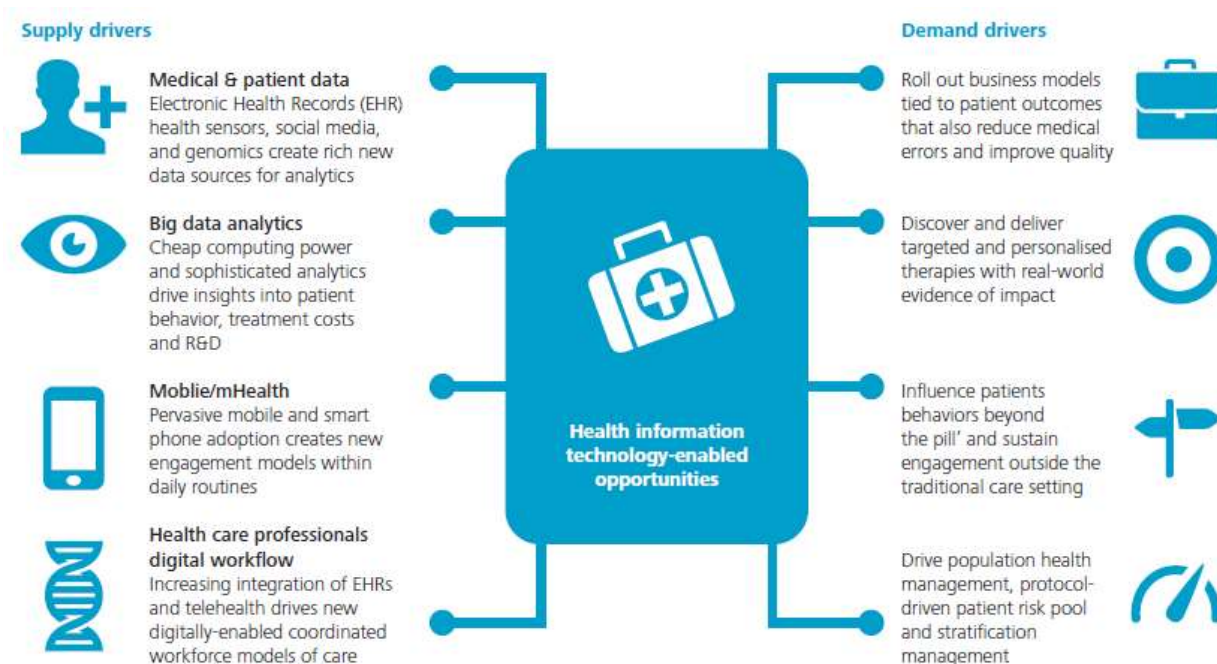 Supply drivers
Medical & patient data
Electronic Health Records (EHR)
health sensors, social media,
and genomics create rich new
data sources for analytics
Big data analytics
Cheap computing power
and sophisticated analytics
drive insights into patient
behavior, treatment costs
and R&D
Moblie/mHealth
Pervasive mobile and smart
phone adoption creates new
engagement models within
daily routines
Health care professionals
digital workflow
Increasing integration of EHRs
and telehealth drives new
digitally-enabled coordinated
workforce models of care
Health information
technology-enabled
opportunities
Demand drivers
Roll out business models
tied to patient outcomes
that also reduce medical
errors and improve quality
Discover and deliver
targeted and personalised
therapies with real-world
evidence of impact
Influence patients
behaviors beyond
the pill’ and sustain
engagement outside the
traditional care setting
Drive population health
management, protocol-
driven patient risk pool
and stratification
management